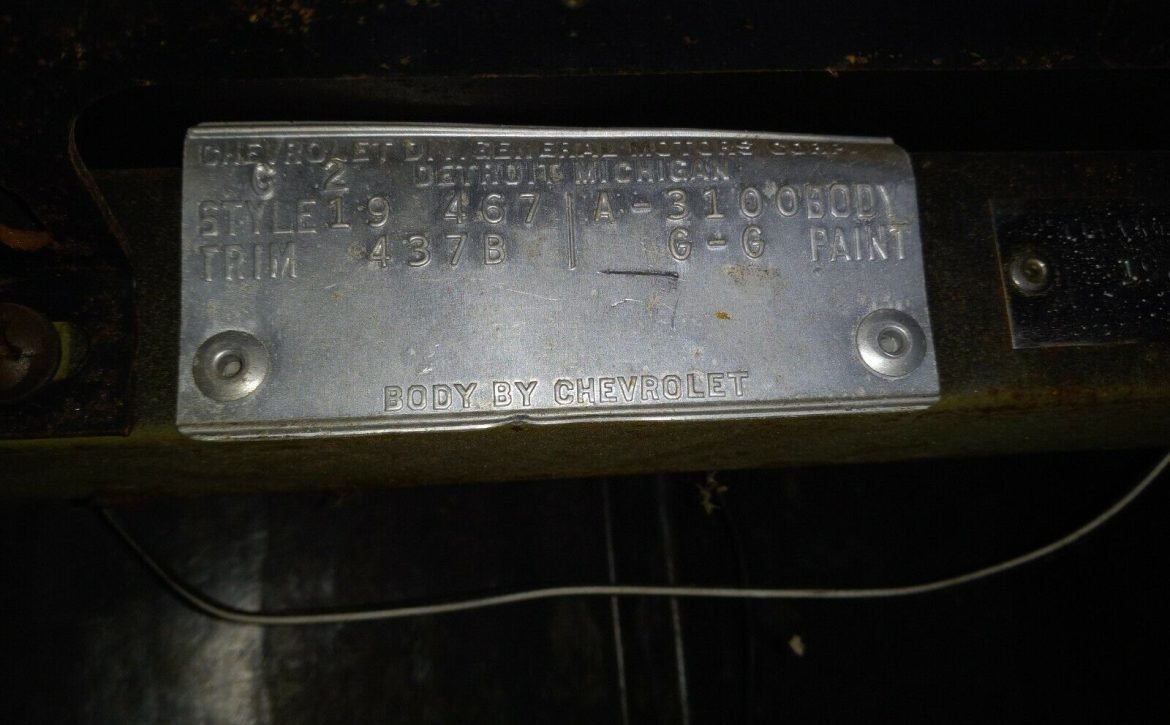 CHEVROLET DIV. GENERAL MOTORS CORP.
C 2 DETROIT, MICHIGAN
STYLE 19 467 A-3100 BODY
TRIM 437B G-G PAINT
BODY BY CHEVROLET